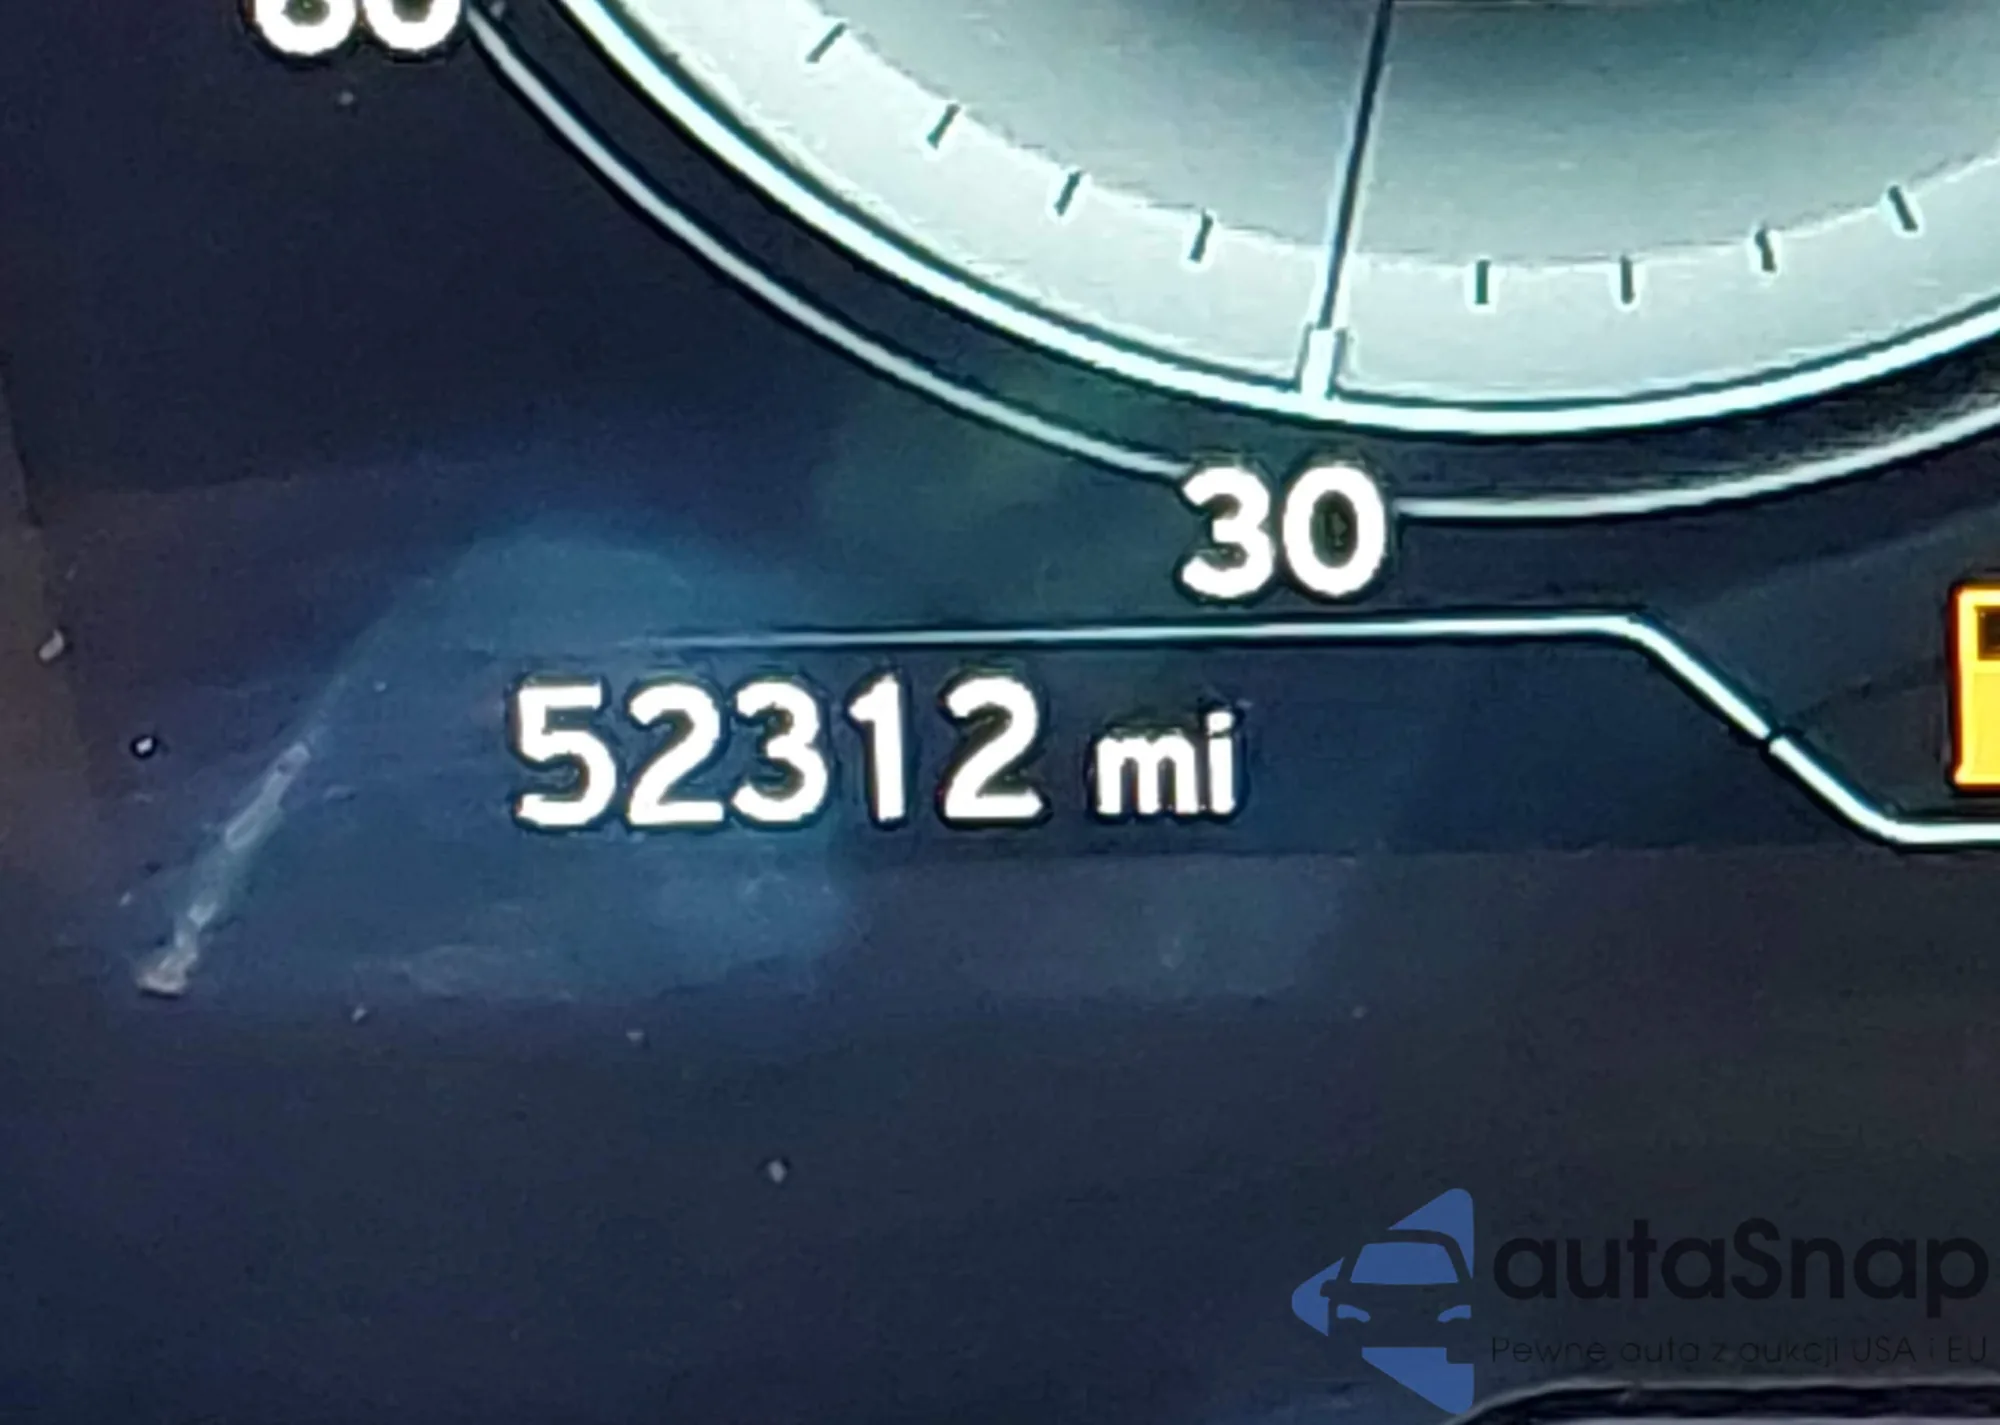 30
52312 mi
autaSnap
Pewne auta z aukcji USA i EU